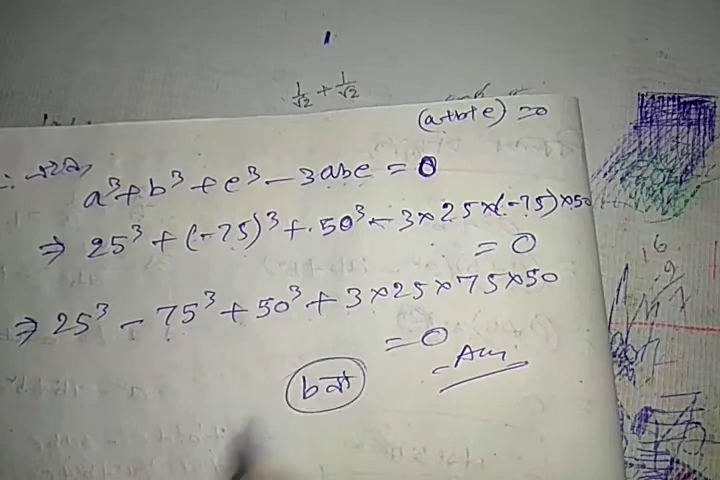 1/√2 + 1/√2
(a+b+c) = 0
a³ + b³ + c³ - 3abc = 0
⇒ 25³ + (-75)³ + 50³ - 3×25×(-75)×50
= 0
⇒ 25³ - 75³ + 50³ + 3×25×75×50
= 0
- Ans